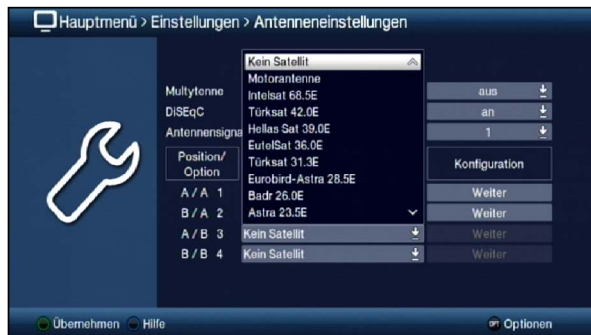 Hauptmenü > Einstellungen > Antenneneinstellungen
Kein Satellit
Motorantenne
Multytenne
Intelsat 68.5E
aus
DiSEqC
Türksat 42.0E
an
Antennensigna
Hellas Sat 39.0E
1
EutelSat 36.0E
Position/
Option
Türksat 31.3E
Konfiguration
Eurobird-Astra 28.5E
A / A 1
Badr 26.0E
Weiter
B / A 2
Astra 23.5E
Weiter
A / B 3 Kein Satellit Weiter
B / B 4 Kein Satellit Weiter
Übernehmen Hilfe OPT Optionen